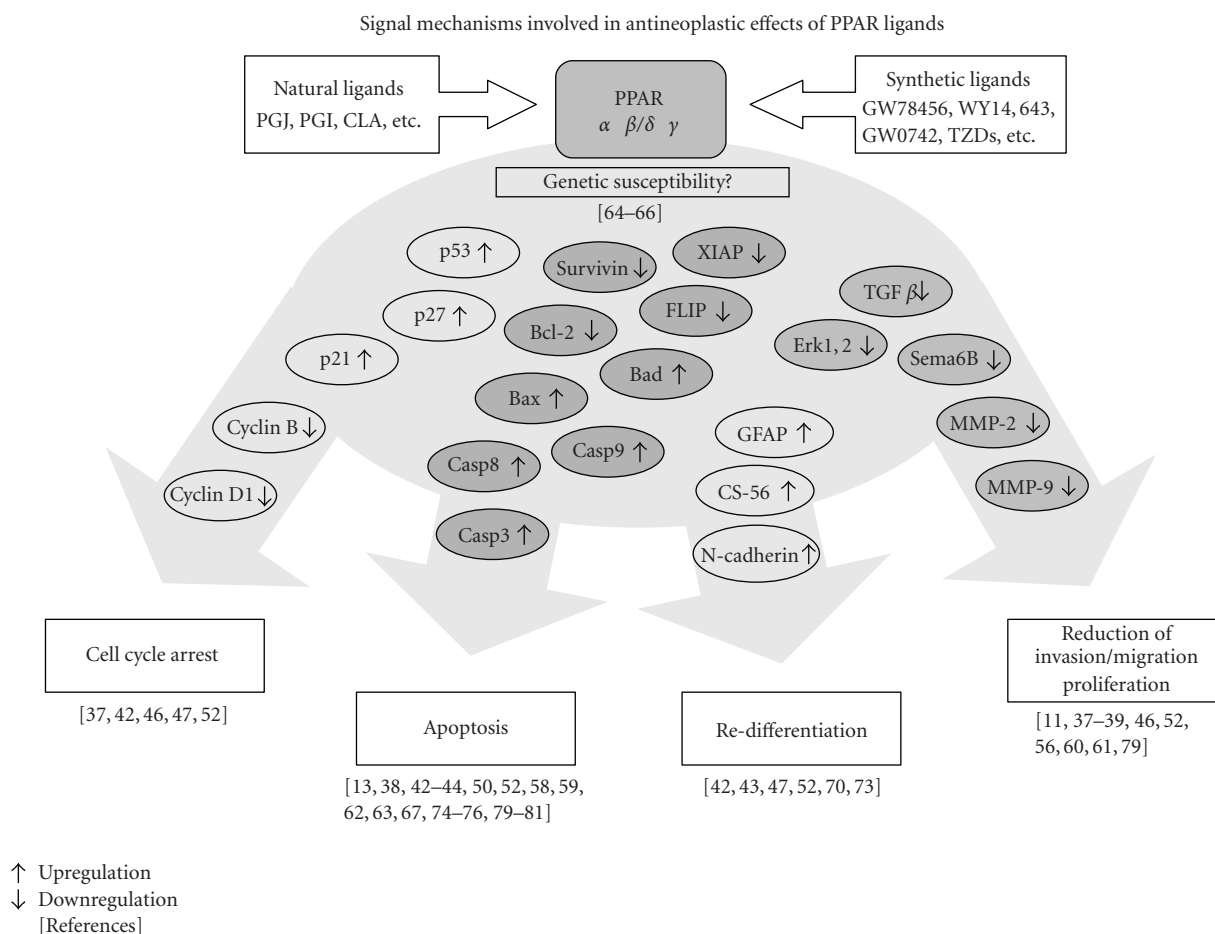 Signal mechanisms involved in antineoplastic effects of PPAR ligands
Natural ligands
PGJ, PGI, CLA, etc.
PPAR
α β/δ γ
Synthetic ligands
GW78456, WY14, 643,
GW0742, TZDs, etc.
Genetic susceptibility?
[64–66]
p53 ↑
p27 ↑
p21 ↑
Cyclin B ↓
Cyclin D1 ↓
Survivin ↓
XIAP ↓
Bcl-2 ↓
FLIP ↓
Bax ↑
Bad ↑
Casp8 ↑
Casp9 ↑
Casp3 ↑
GFAP ↑
CS-56 ↑
N-cadherin ↑
TGF β↓
Erk1, 2 ↓
Sema6B ↓
MMP-2 ↓
MMP-9 ↓
Cell cycle arrest
[37, 42, 46, 47, 52]
Apoptosis
[13, 38, 42–44, 50, 52, 58, 59,
62, 63, 67, 74–76, 79–81]
Re-differentiation
[42, 43, 47, 52, 70, 73]
Reduction of
invasion/migration
proliferation
[11, 37–39, 46, 52,
56, 60, 61, 79]
↑ Upregulation
↓ Downregulation
[References]